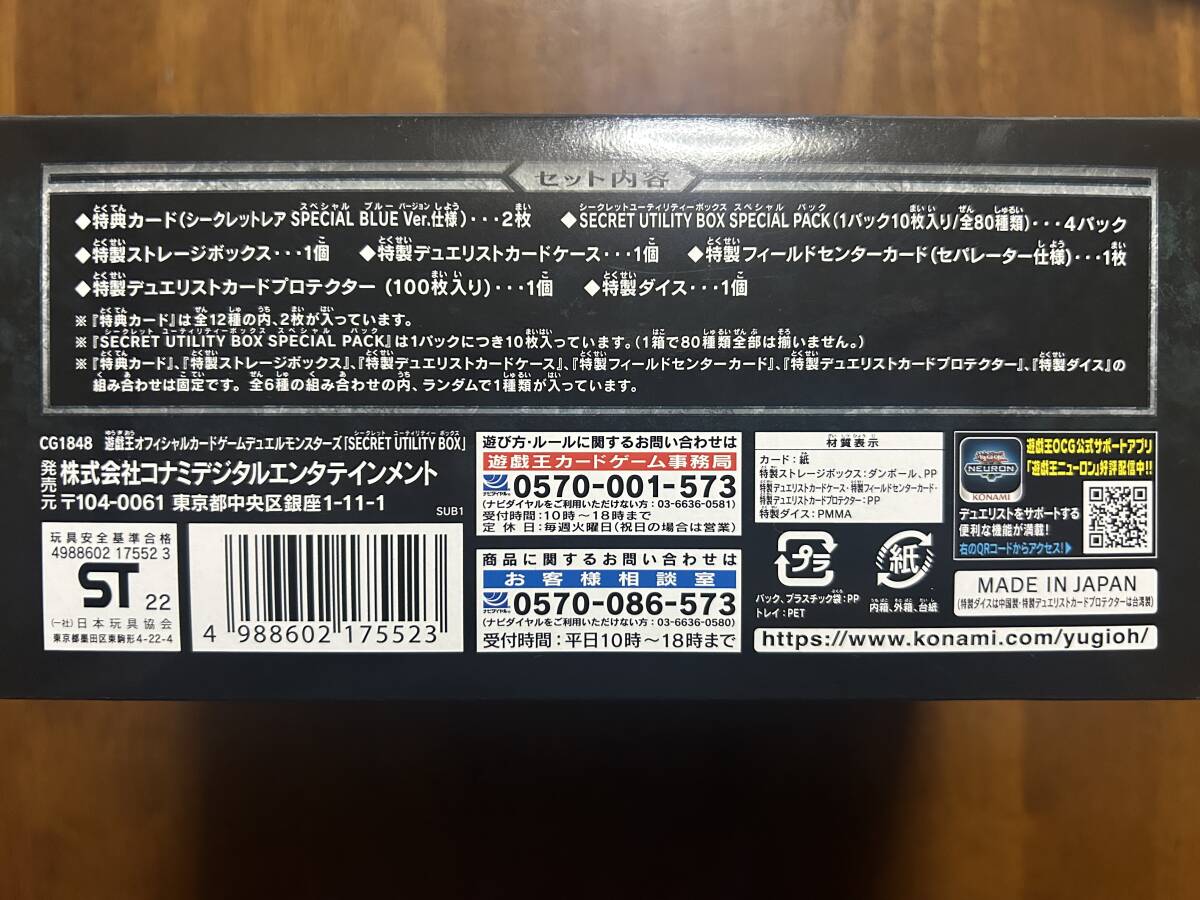 セット内容
◆特典カード(シークレットレア SPECIAL BLUE Ver.仕様)･･･2枚 ◆SECRET UTILITY BOX SPECIAL PACK(1パック10枚入り/全80種類)･･･4パック
◆特製ストレージボックス･･･1個 ◆特製デュエリストカードケース･･･1個 ◆特製フィールドセンターカード(セパレーター仕様)･･･1枚
◆特製デュエリストカードプロテクター (100枚入り)･･･1個 ◆特製ダイス･･･1個
※『特典カード』は全12種の内、2枚が入っています。
※『SECRET UTILITY BOX SPECIAL PACK』は1パックにつき10枚入っています。(1箱で80種類全部は揃いません。)
※『特典カード』、『特製ストレージボックス』、『特製デュエリストカードケース』、『特製フィールドセンターカード』、『特製デュエリストカードプロテクター』、『特製ダイス』の
組み合わせは固定です。全6種の組み合わせの内、ランダムで1種類が入っています。
CG1848 遊戯王オフィシャルカードゲームデュエルモンスターズ「SECRET UTILITY BOX」
発売元 株式会社コナミデジタルエンタテインメント
〒104-0061 東京都中央区銀座1-11-1
SUB1
玩具安全基準合格
4988602 17552 3
ST 22
(一社)日本玩具協会
東京都墨田区東駒形4-22-4
4 988602 175523
遊び方・ルールに関するお問い合わせは
遊戯王カードゲーム事務局
ナビダイヤル 0570-001-573
(ナビダイヤルをご利用いただけない方は:03-6636-0581)
受付時間:10時〜18時まで
定休日:毎週火曜日(祝日の場合は営業)
商品に関するお問い合わせは
お客様相談室
ナビダイヤル 0570-086-573
(ナビダイヤルをご利用いただけない方は:03-6636-0580)
受付時間:平日10時〜18時まで
材質表示
カード:紙
特製ストレージボックス:ダンボール、PP
特製デュエリストカードケース・特製フィールドセンターカード・
特製デュエリストカードプロテクター:PP
特製ダイス:PMMA
プラ
パック、プラスチック袋:PP
トレイ:PET
紙
内箱、外箱、台紙
NEURON
KONAMI
遊戯王OCG公式サポートアプリ
「遊戯王ニューロン」好評配信中!!
デュエリストをサポートする
便利な機能が満載!
右のQRコードからアクセス!▶
MADE IN JAPAN
(特製ダイスは中国製・特製デュエリストカードプロテクターは台湾製)
https://www.konami.com/yugioh/